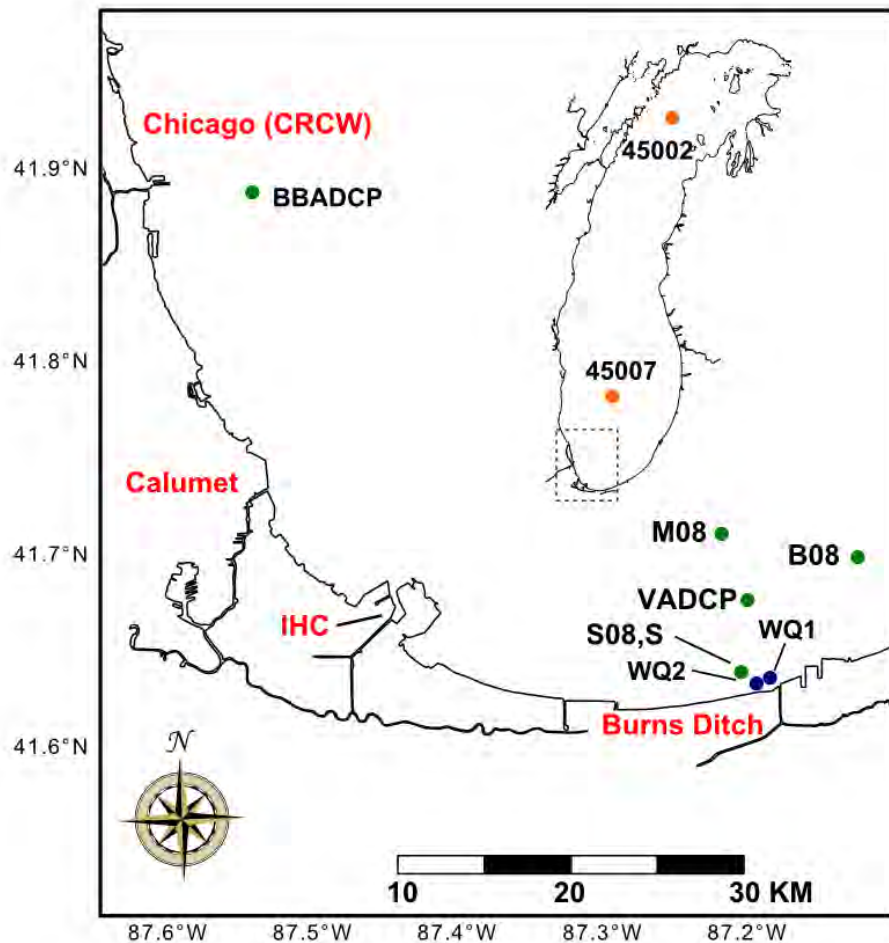 Chicago (CRCW)
45002
41.9°N
BBADCP
41.8°N
45007
Calumet
M08
41.7°N
B08
VADCP
IHC
S08,S
WQ1
WQ2
Burns Ditch
41.6°N
N
10
20
30 KM
87.6°W
87.5°W
87.4°W
87.3°W
87.2°W